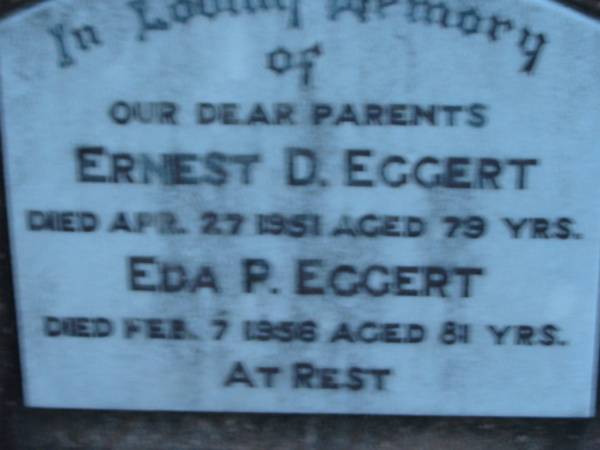 In Loving Memory
of
OUR DEAR PARENTS
ERNEST D. EGGERT
DIED APR. 27 1951 AGED 79 YRS.
EDA P. EGGERT
DIED FEB. 7 1956 AGED 81 YRS.
AT REST